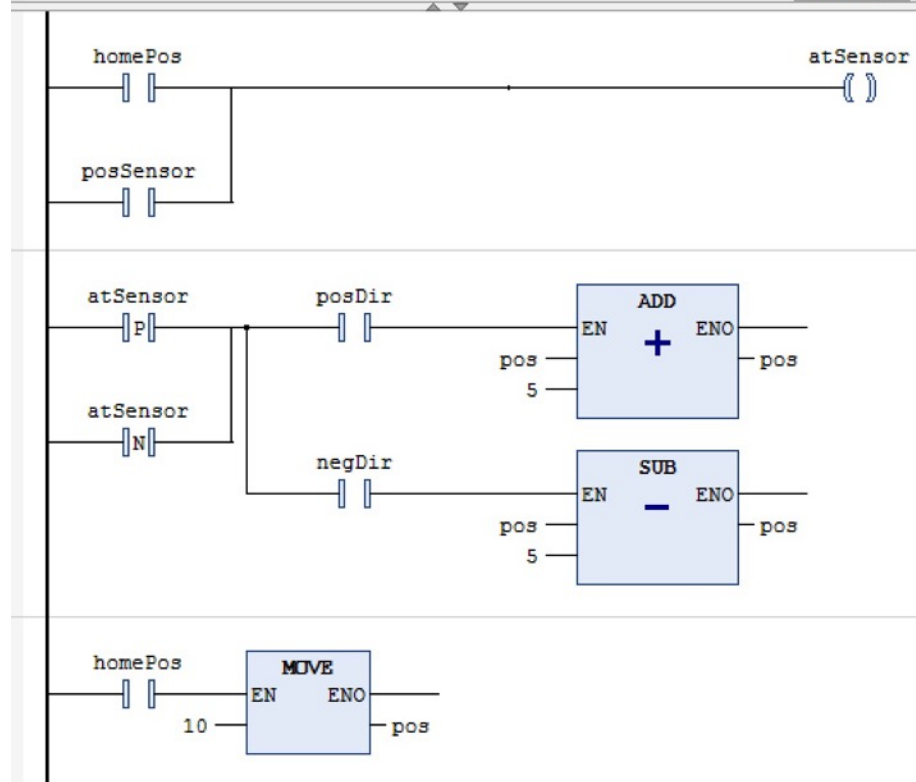 homePos atSensor
posSensor
atSensor posDir ADD
P EN ENO
+
pos pos
5
atSensor
N
negDir SUB
EN ENO
-
pos pos
5
homePos MOVE
EN ENO
10 pos